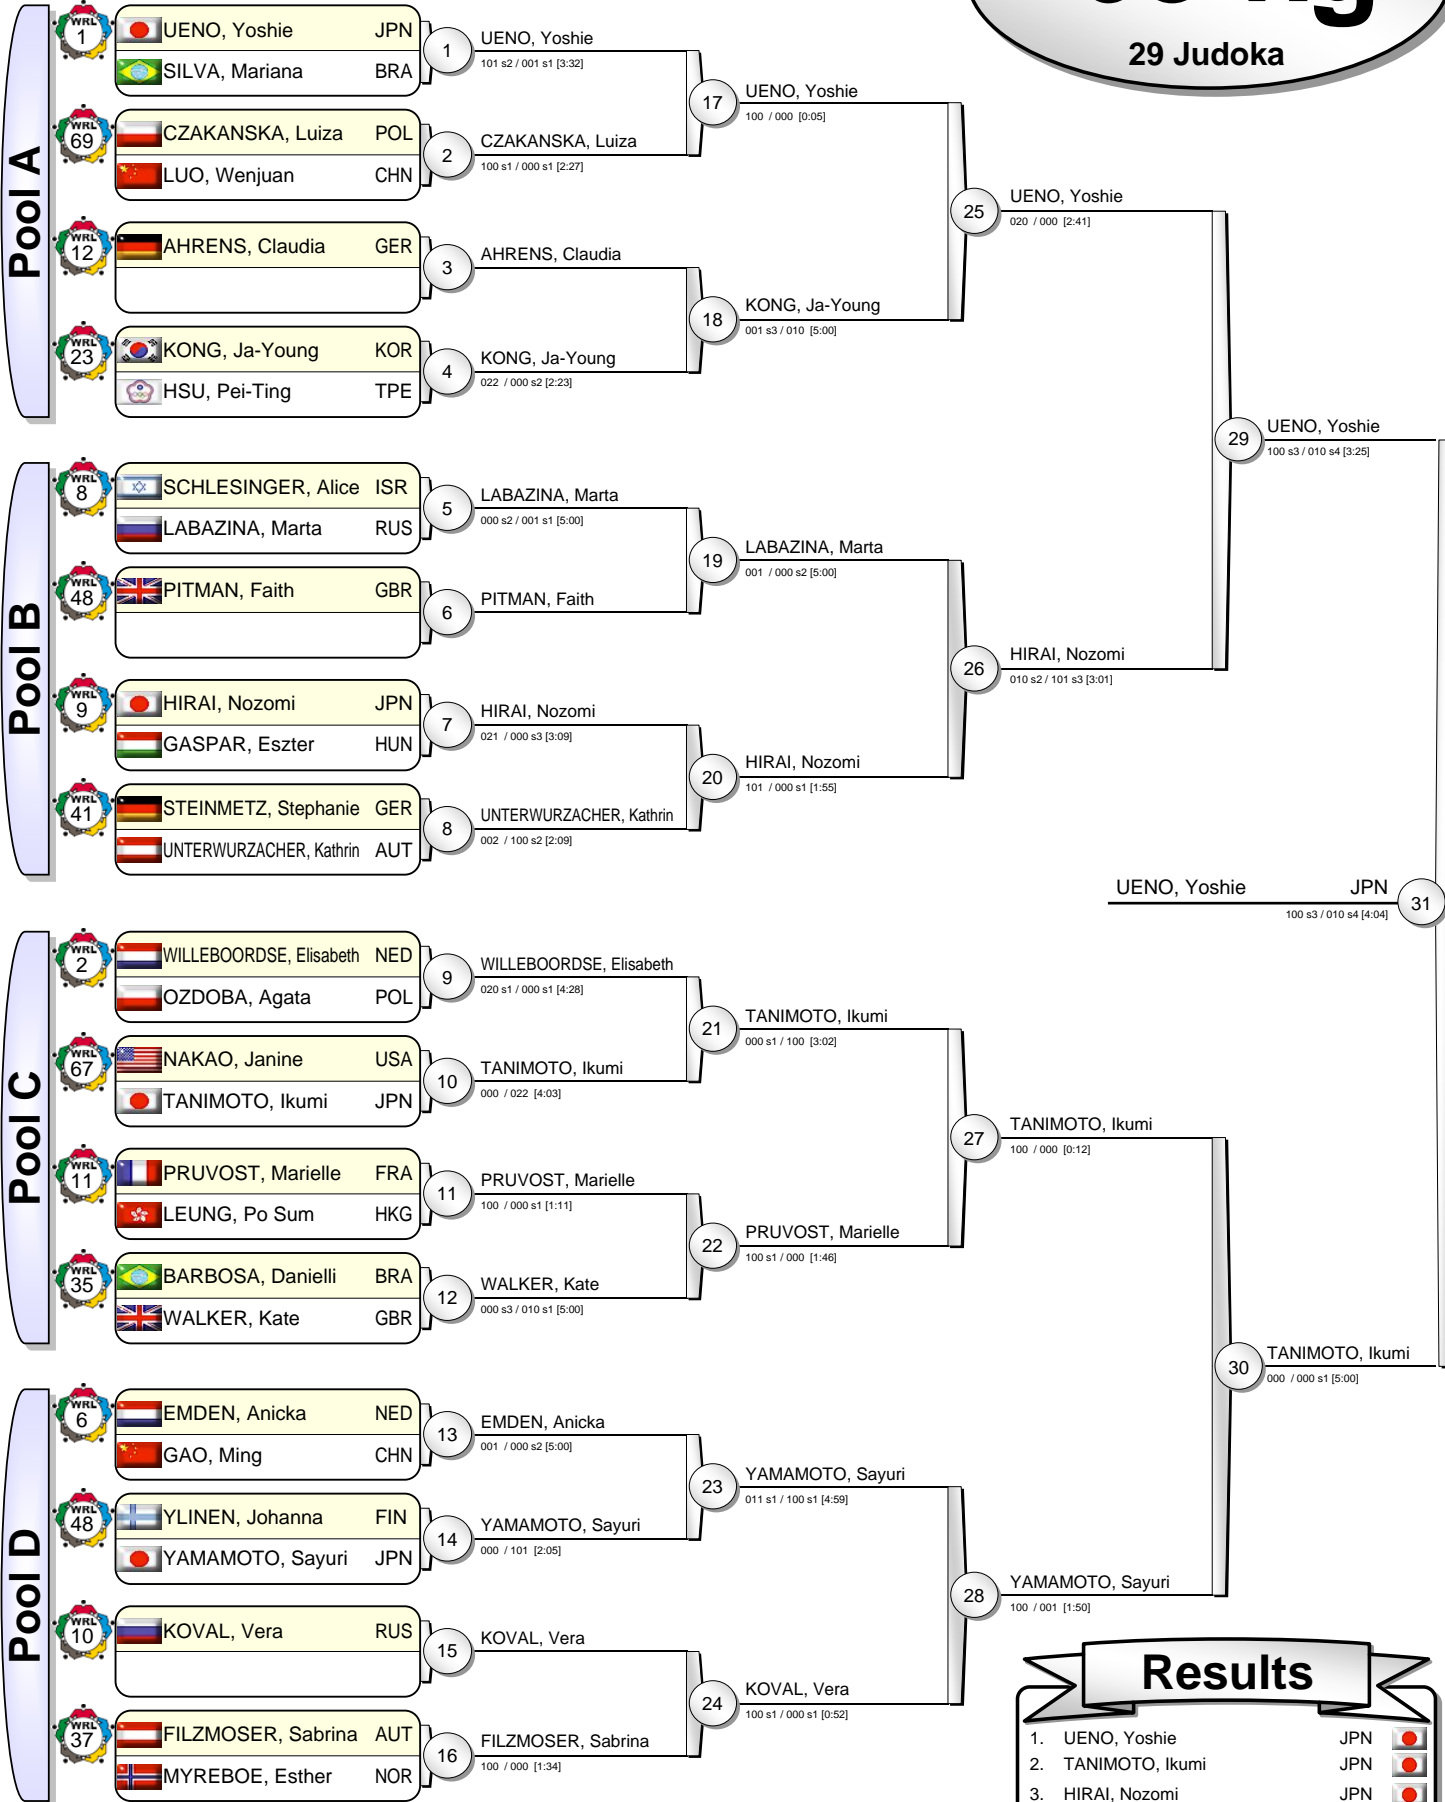 29 Judoka
Pool A
WRL
1
UENO, Yoshie JPN
SILVA, Mariana BRA
1
UENO, Yoshie
101 s2 / 001 s1 [3:32]
WRL
69
CZAKANSKA, Luiza POL
LUO, Wenjuan CHN
2
CZAKANSKA, Luiza
100 s1 / 000 s1 [2:27]
17
UENO, Yoshie
100 / 000 [0:05]
WRL
12
AHRENS, Claudia GER
3
AHRENS, Claudia
WRL
23
KONG, Ja-Young KOR
HSU, Pei-Ting TPE
4
KONG, Ja-Young
022 / 000 s2 [2:23]
18
KONG, Ja-Young
001 s3 / 010 [5:00]
25
UENO, Yoshie
020 / 000 [2:41]
Pool B
WRL
8
SCHLESINGER, Alice ISR
LABAZINA, Marta RUS
5
LABAZINA, Marta
000 s2 / 001 s1 [5:00]
WRL
48
PITMAN, Faith GBR
6
PITMAN, Faith
19
LABAZINA, Marta
001 / 000 s2 [5:00]
WRL
9
HIRAI, Nozomi JPN
GASPAR, Eszter HUN
7
HIRAI, Nozomi
021 / 000 s3 [3:09]
WRL
41
STEINMETZ, Stephanie GER
UNTERWURZACHER, Kathrin AUT
8
UNTERWURZACHER, Kathrin
002 / 100 s2 [2:09]
20
HIRAI, Nozomi
101 / 000 s1 [1:55]
26
HIRAI, Nozomi
010 s2 / 101 s3 [3:01]
29
UENO, Yoshie
100 s3 / 010 s4 [3:25]
UENO, Yoshie JPN
100 s3 / 010 s4 [4:04]
31
Pool C
WRL
2
WILLEBOORDSE, Elisabeth NED
OZDOBA, Agata POL
9
WILLEBOORDSE, Elisabeth
020 s1 / 000 s1 [4:28]
WRL
67
NAKAO, Janine USA
TANIMOTO, Ikumi JPN
10
TANIMOTO, Ikumi
000 / 022 [4:03]
21
TANIMOTO, Ikumi
000 s1 / 100 [3:02]
WRL
11
PRUVOST, Marielle FRA
LEUNG, Po Sum HKG
11
PRUVOST, Marielle
100 / 000 s1 [1:11]
WRL
35
BARBOSA, Danielli BRA
WALKER, Kate GBR
12
WALKER, Kate
000 s3 / 010 s1 [5:00]
22
PRUVOST, Marielle
100 s1 / 000 [1:46]
27
TANIMOTO, Ikumi
100 / 000 [0:12]
Pool D
WRL
6
EMDEN, Anicka NED
GAO, Ming CHN
13
EMDEN, Anicka
001 / 000 s2 [5:00]
WRL
48
YLINEN, Johanna FIN
YAMAMOTO, Sayuri JPN
14
YAMAMOTO, Sayuri
000 / 101 [2:05]
23
YAMAMOTO, Sayuri
011 s1 / 100 s1 [4:59]
WRL
10
KOVAL, Vera RUS
15
KOVAL, Vera
WRL
37
FILZMOSER, Sabrina AUT
MYREBOE, Esther NOR
16
FILZMOSER, Sabrina
100 / 000 [1:34]
24
KOVAL, Vera
100 s1 / 000 s1 [0:52]
28
YAMAMOTO, Sayuri
100 / 001 [1:50]
30
TANIMOTO, Ikumi
000 / 000 s1 [5:00]
Results
1. UENO, Yoshie JPN
2. TANIMOTO, Ikumi JPN
3. HIRAI, Nozomi JPN